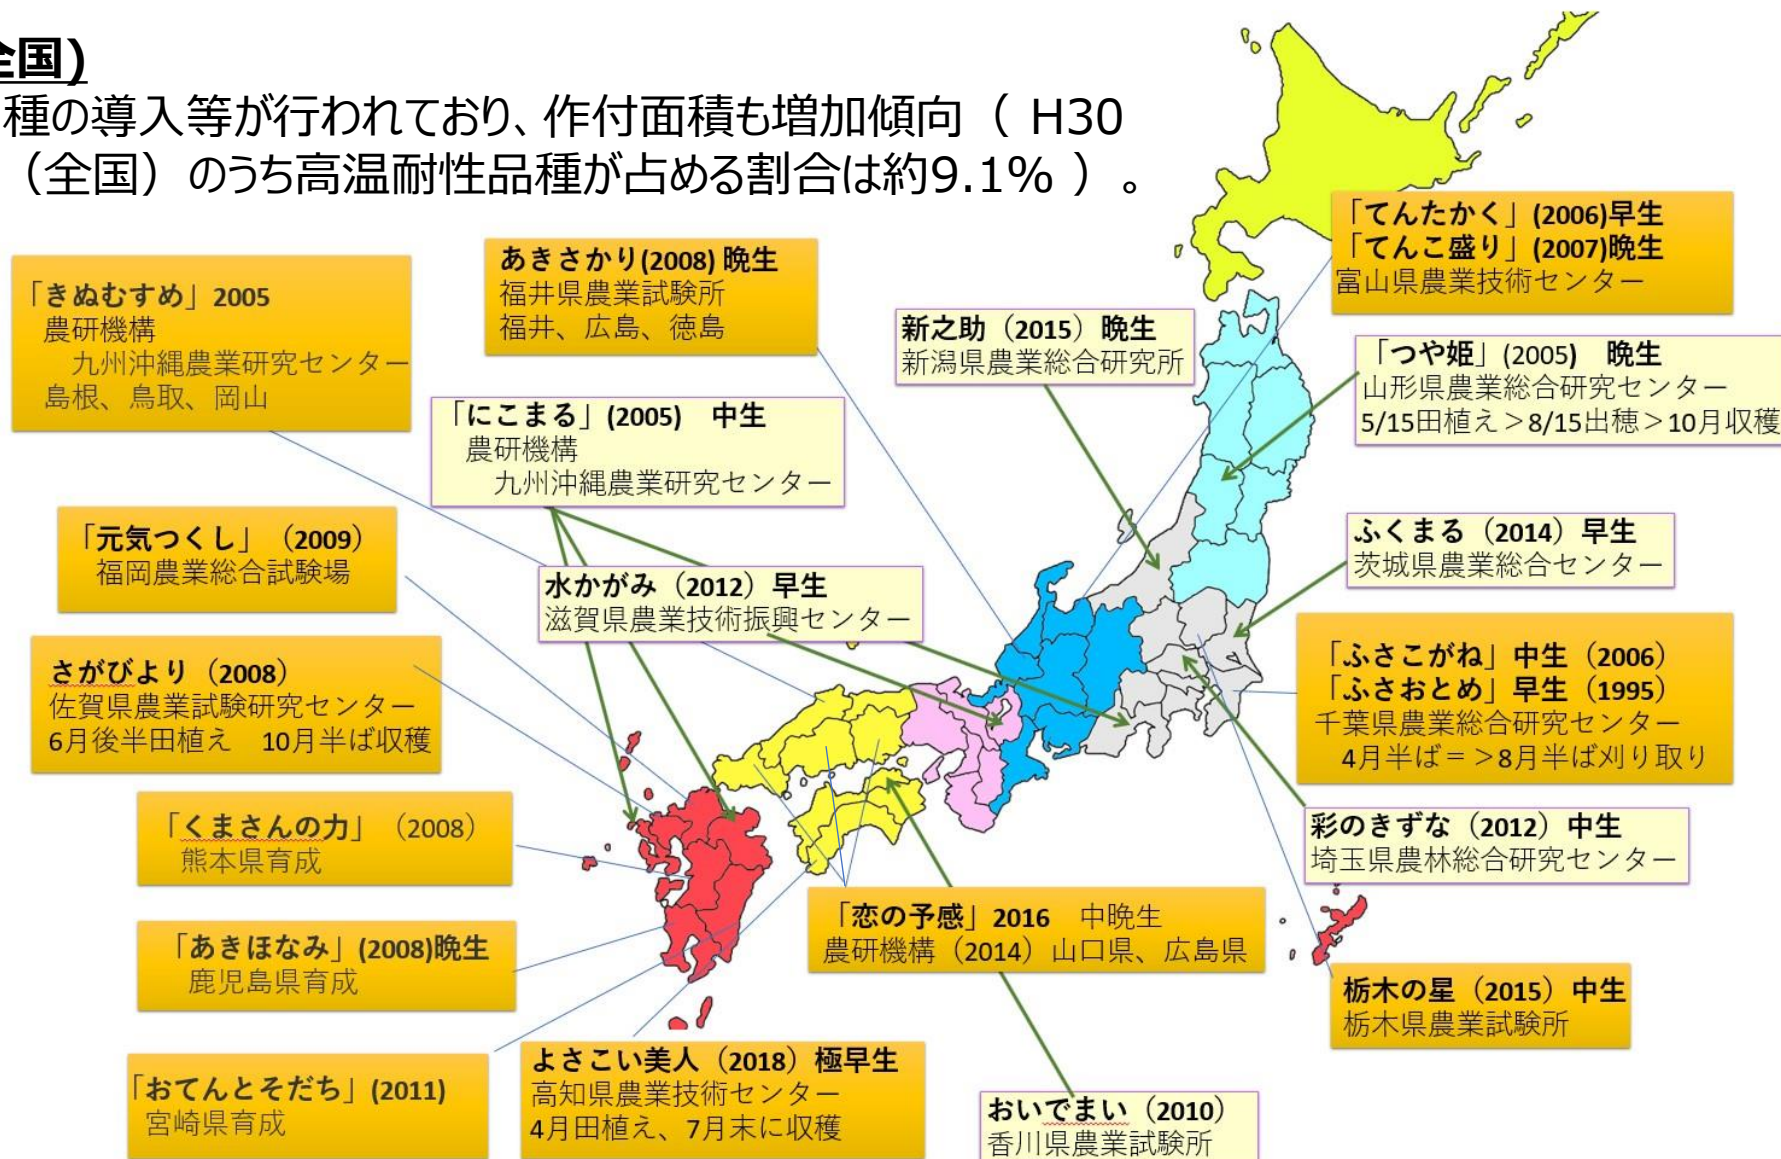 全国)
種の導入等が行われており、作付面積も増加傾向（ H30
（全国）のうち高温耐性品種が占める割合は約9.1% ）。
「てんたかく」(2006)早生
「てんこ盛り」(2007)晩生
富山県農業技術センター
あきさかり(2008) 晩生
福井県農業試験所
福井、広島、徳島
「きぬむすめ」2005
農研機構
九州沖縄農業研究センター
島根、鳥取、岡山
新之助（2015）晩生
新潟県農業総合研究所
「つや姫」(2005) 晩生
山形県農業総合研究センター
5/15田植え＞8/15出穂＞10月収穫
「にこまる」(2005) 中生
農研機構
九州沖縄農業研究センター
「元気つくし」（2009）
福岡農業総合試験場
ふくまる（2014）早生
茨城県農業総合センター
水かがみ（2012）早生
滋賀県農業技術振興センター
さがびより（2008）
佐賀県農業試験研究センター
6月後半田植え 10月半ば収穫
「ふさこがね」中生（2006）
「ふさおとめ」早生（1995）
千葉県農業総合研究センター
4月半ば＝＞8月半ば刈り取り
「くまさんの力」（2008）
熊本県育成
彩のきずな（2012）中生
埼玉県農林総合研究センター
「恋の予感」2016 中晩生
農研機構（2014）山口県、広島県
「あきほなみ」(2008)晩生
鹿児島県育成
栃木の星（2015）中生
栃木県農業試験所
「おてんとそだち」(2011)
宮崎県育成
よさこい美人（2018）極早生
高知県農業技術センター
4月田植え、7月末に収穫
おいでまい（2010）
香川県農業試験所